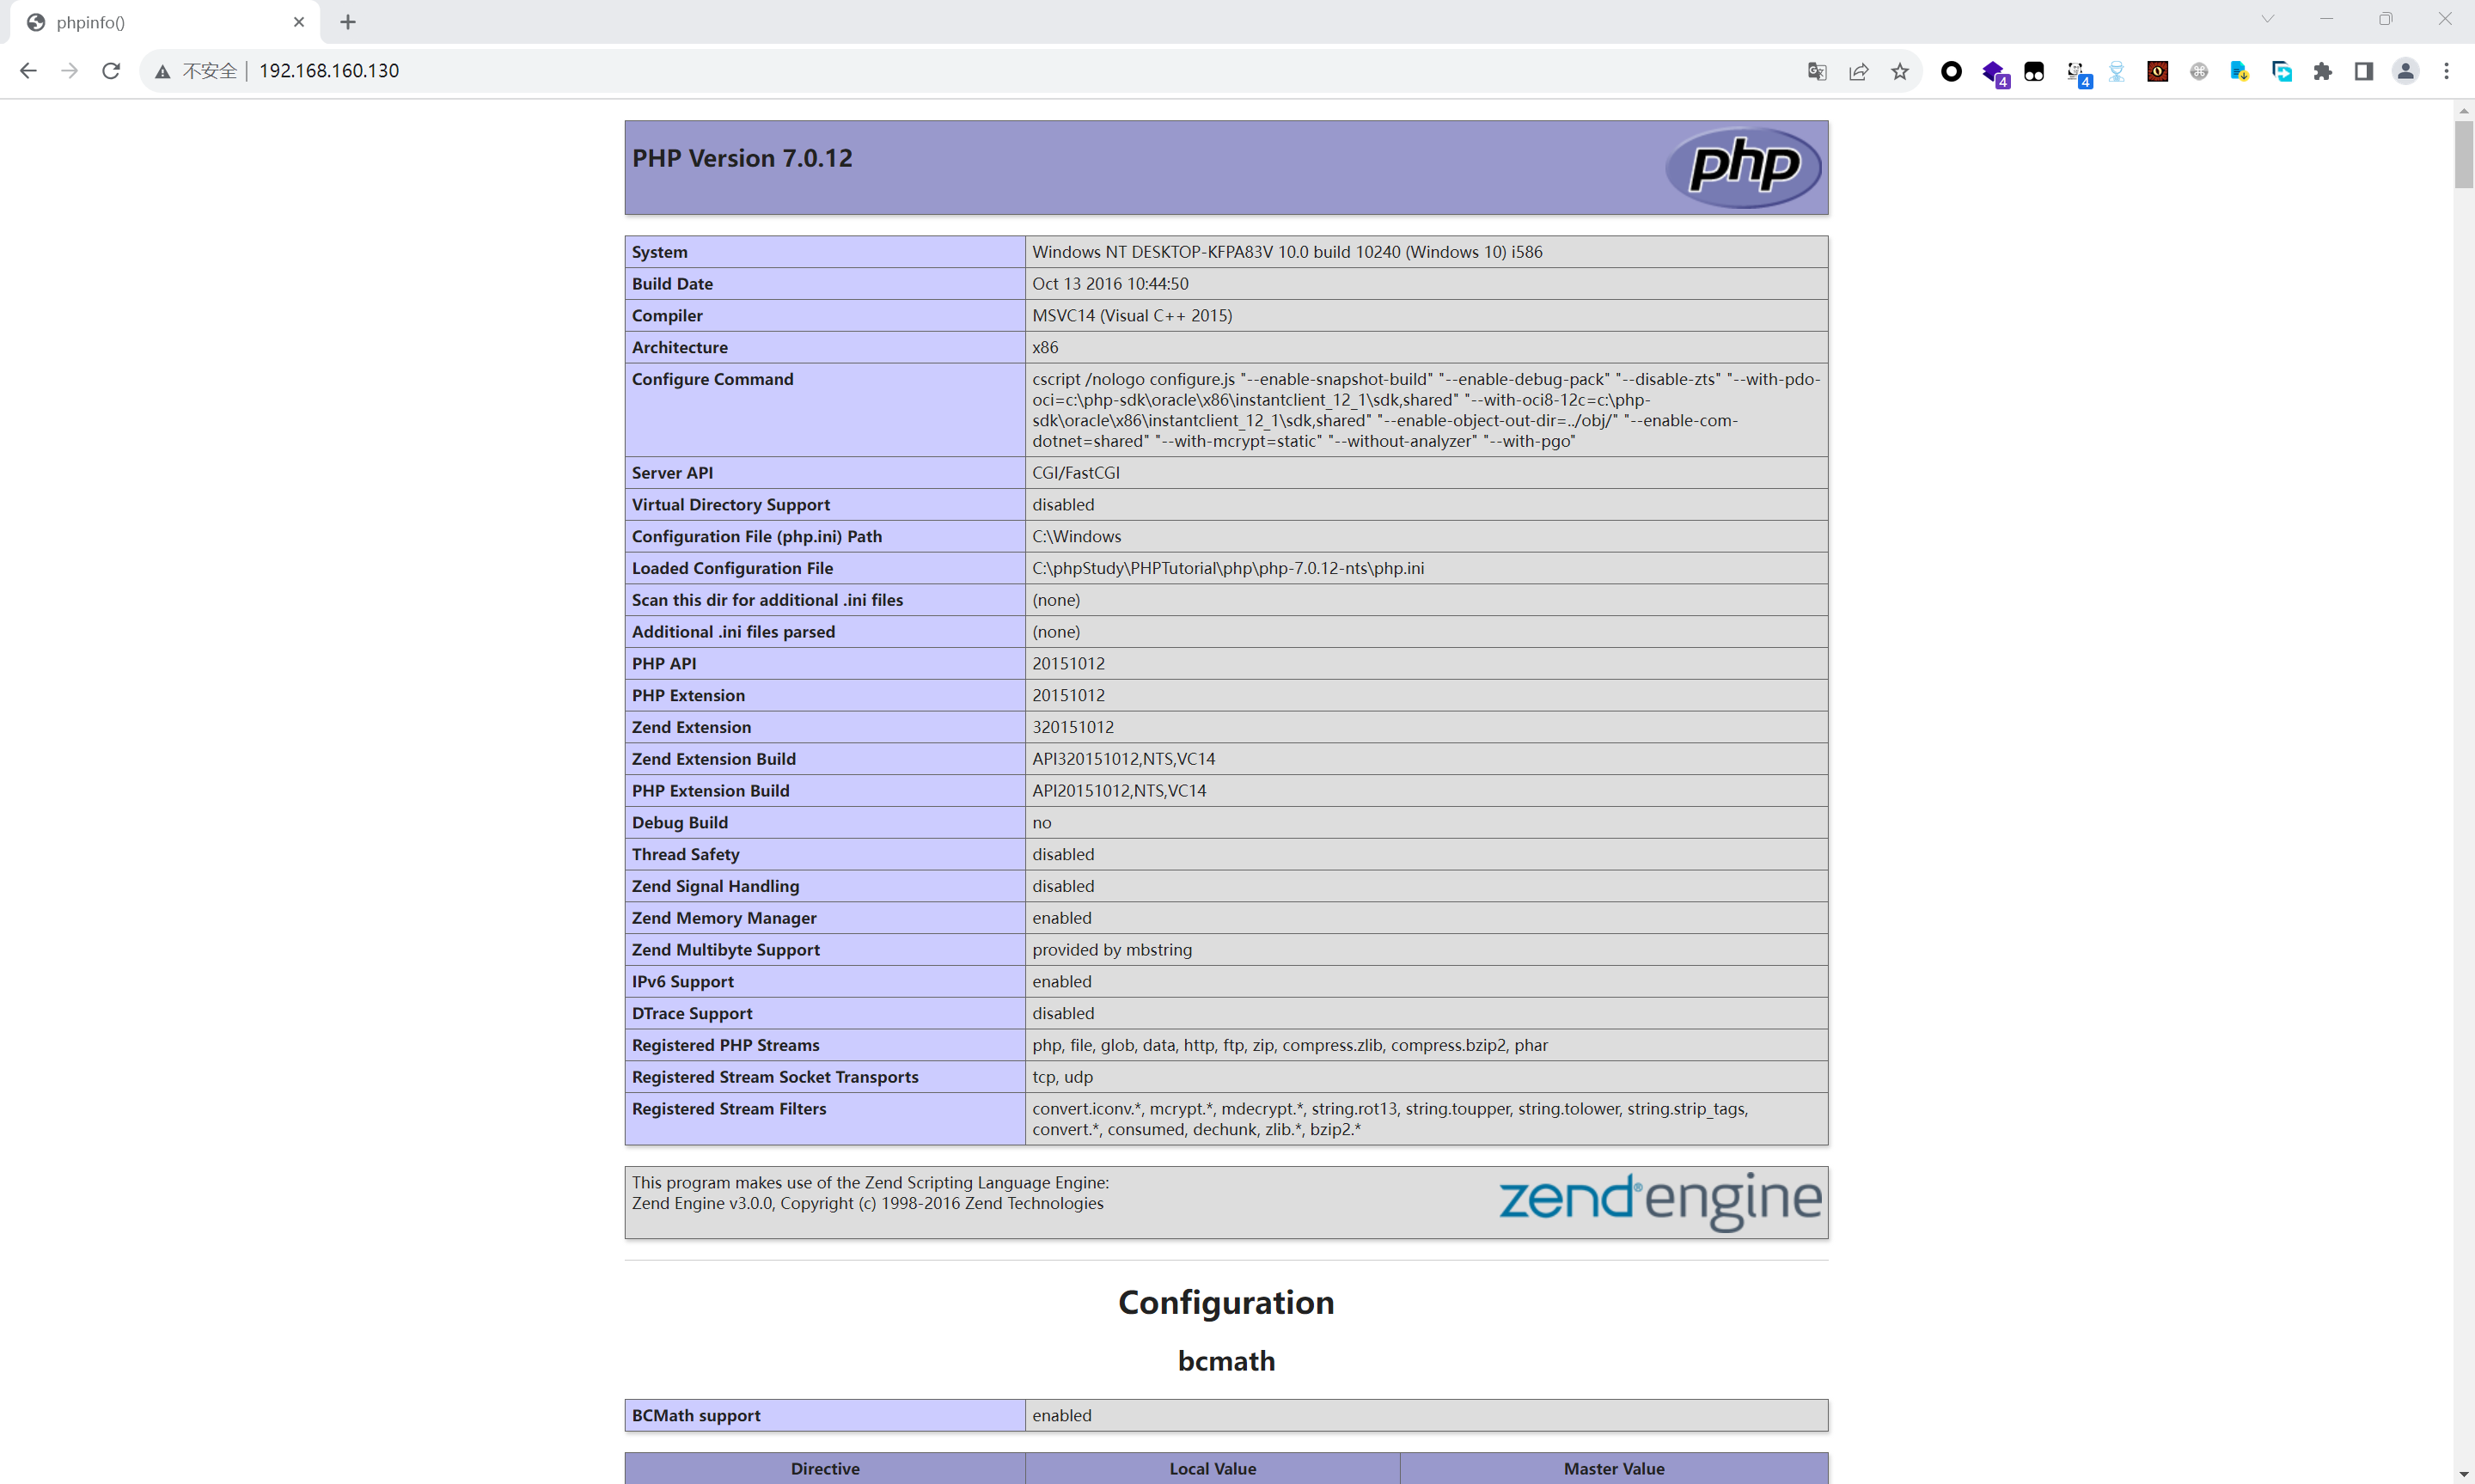 phpinfo()
不安全 192.168.160.130
4
4
PHP Version 7.0.12
php
System Windows NT DESKTOP-KFPA83V 10.0 build 10240 (Windows 10) i586
Build Date Oct 13 2016 10:44:50
Compiler MSVC14 (Visual C++ 2015)
Architecture x86
Configure Command cscript /nologo configure.js "--enable-snapshot-build" "--enable-debug-pack" "--disable-zts" "--with-pdo-
oci=c:\php-sdk\oracle\x86\instantclient_12_1\sdk,shared" "--with-oci8-12c=c:\php-
sdk\oracle\x86\instantclient_12_1\sdk,shared" "--enable-object-out-dir=../obj/" "--enable-com-
dotnet=shared" "--with-mcrypt=static" "--without-analyzer" "--with-pgo"
Server API CGI/FastCGI
Virtual Directory Support disabled
Configuration File (php.ini) Path C:\Windows
Loaded Configuration File C:\phpStudy\PHPTutorial\php\php-7.0.12-nts\php.ini
Scan this dir for additional .ini files (none)
Additional .ini files parsed (none)
PHP API 20151012
PHP Extension 20151012
Zend Extension 320151012
Zend Extension Build API320151012,NTS,VC14
PHP Extension Build API20151012,NTS,VC14
Debug Build no
Thread Safety disabled
Zend Signal Handling disabled
Zend Memory Manager enabled
Zend Multibyte Support provided by mbstring
IPv6 Support enabled
DTrace Support disabled
Registered PHP Streams php, file, glob, data, http, ftp, zip, compress.zlib, compress.bzip2, phar
Registered Stream Socket Transports tcp, udp
Registered Stream Filters convert.iconv.*, mcrypt.*, mdecrypt.*, string.rot13, string.toupper, string.tolower, string.strip_tags,
convert.*, consumed, dechunk, zlib.*, bzip2.*
This program makes use of the Zend Scripting Language Engine:
Zend Engine v3.0.0, Copyright (c) 1998-2016 Zend Technologies
zend® engine
Configuration
bcmath
BCMath support enabled
Directive Local Value Master Value